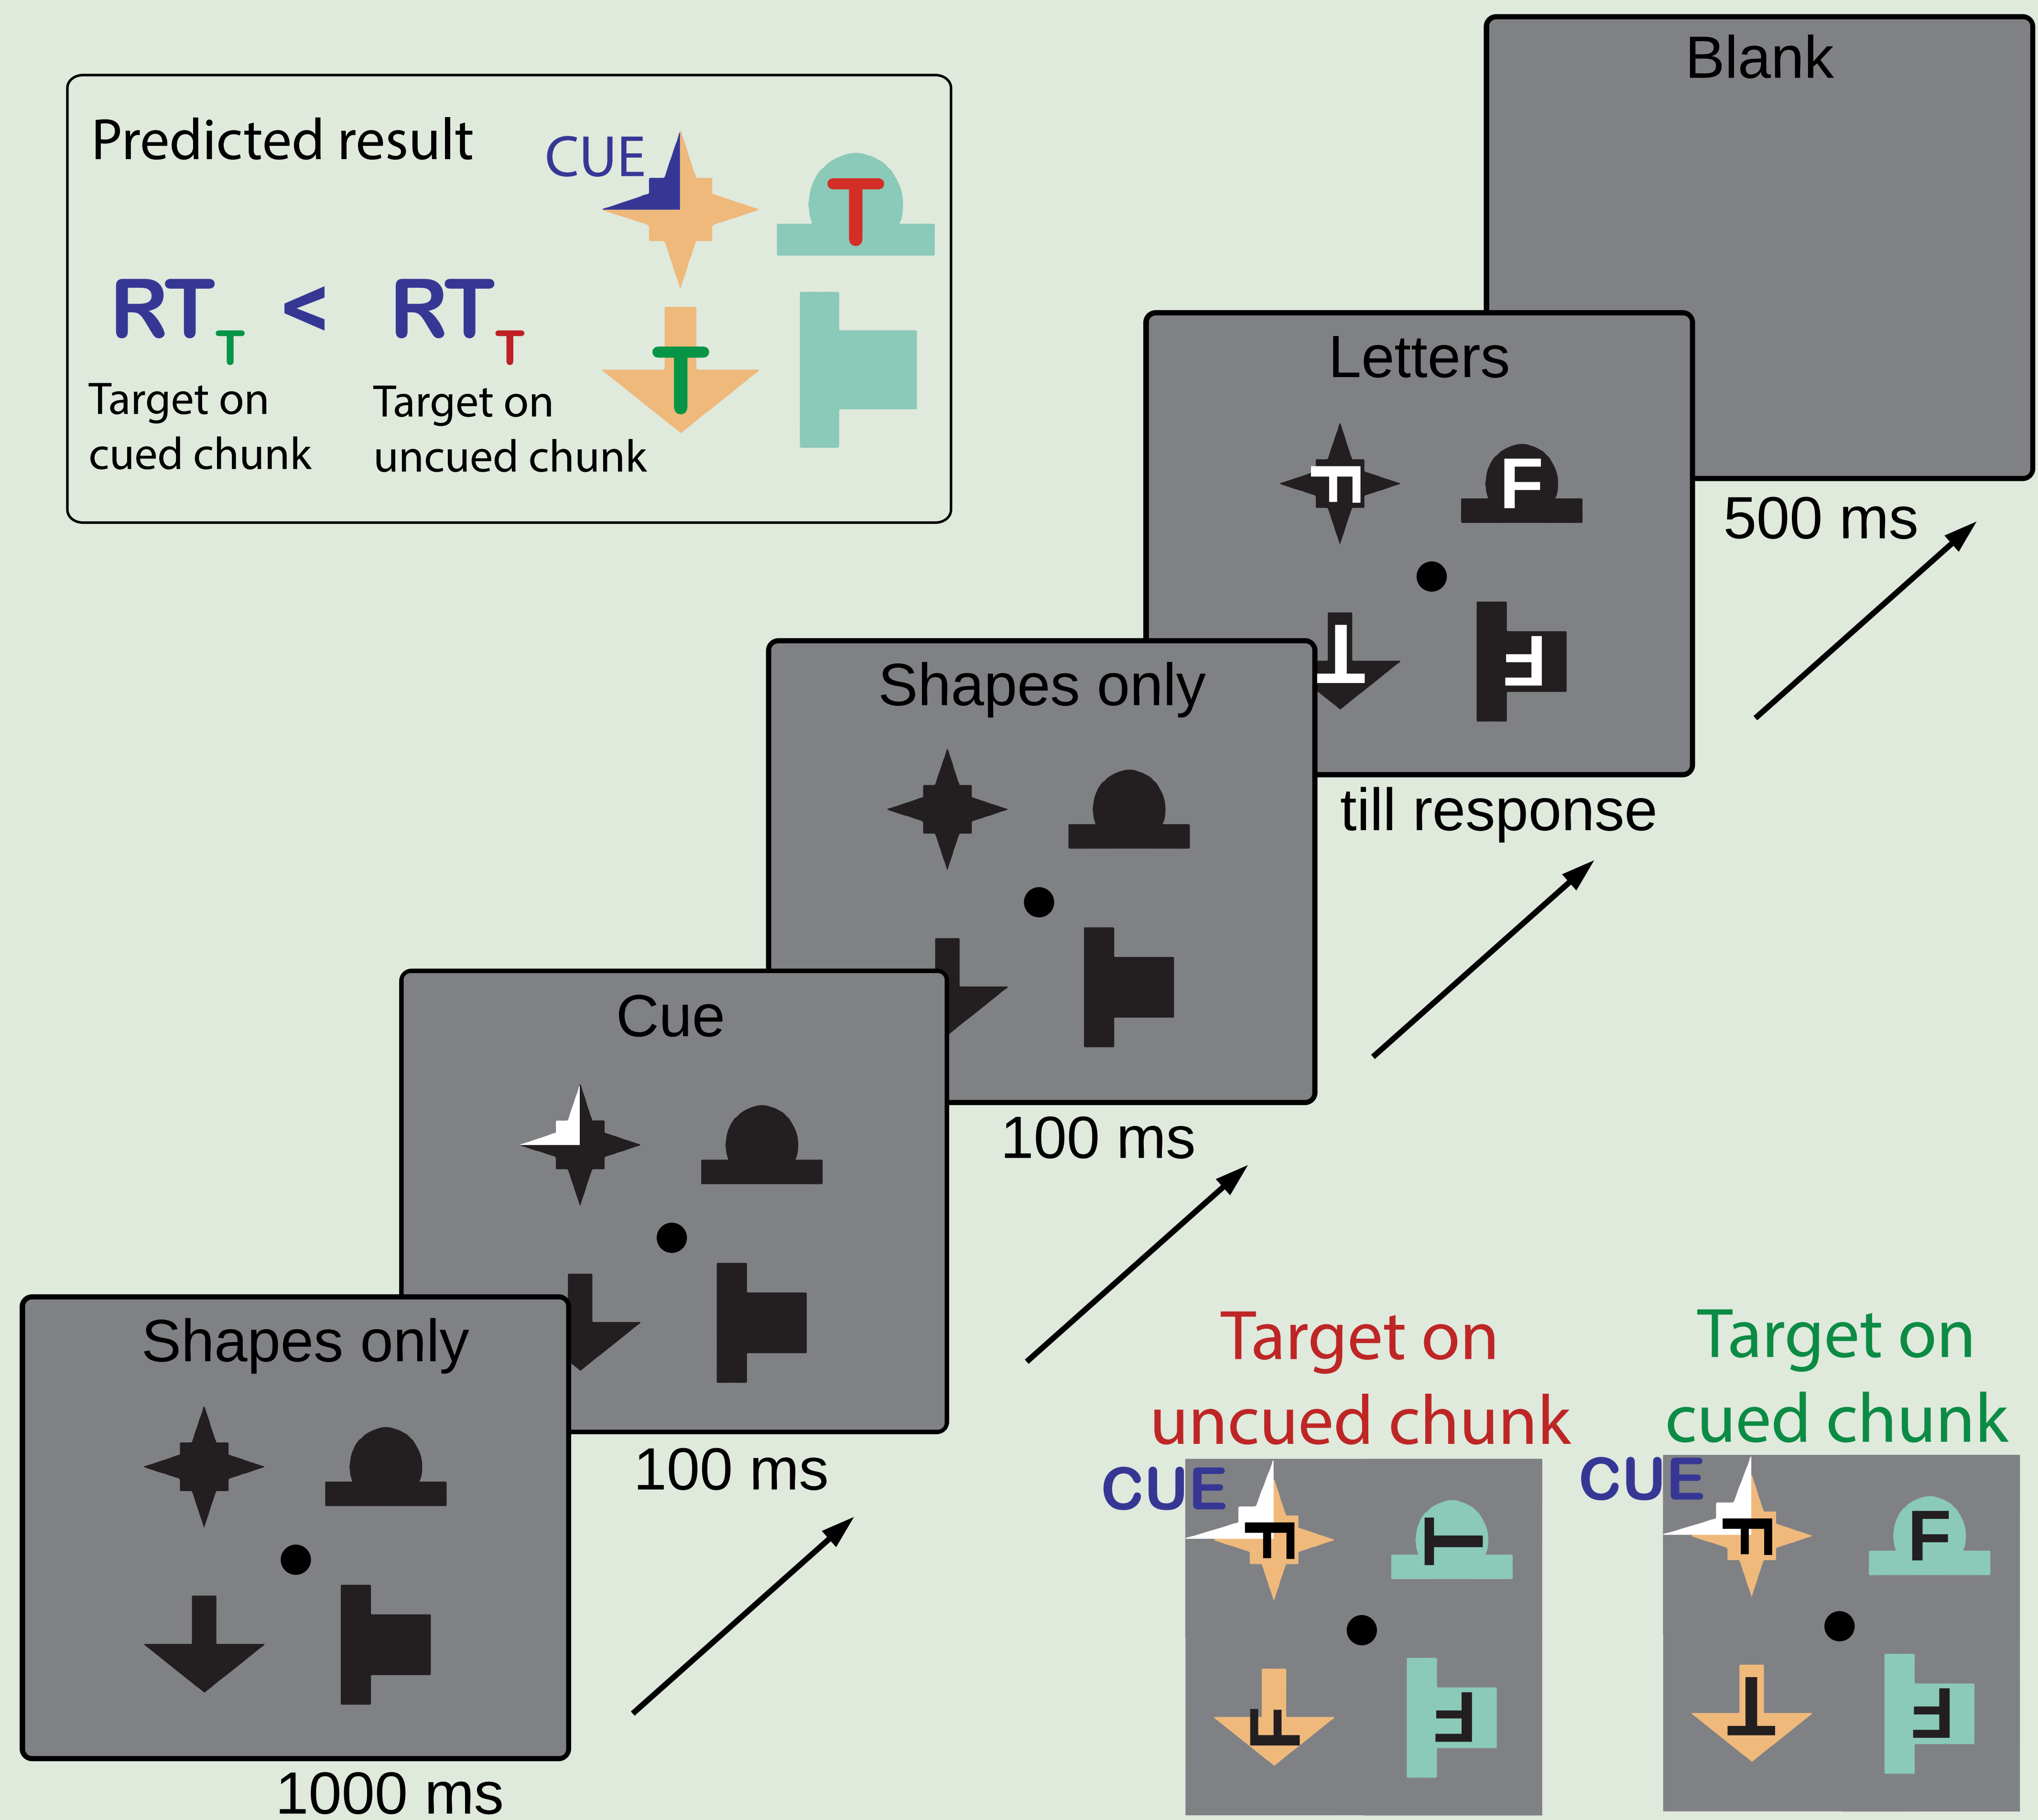 Blank
Predicted result
CUE
T
RT T < RT T
T
Target on
cued chunk
Target on
uncued chunk
Letters
F F
T F
500 ms
Shapes only
till response
Cue
100 ms
Shapes only
100 ms
1000 ms
Target on
uncued chunk
CUE
F T
F F
Target on
cued chunk
CUE
F F
T F